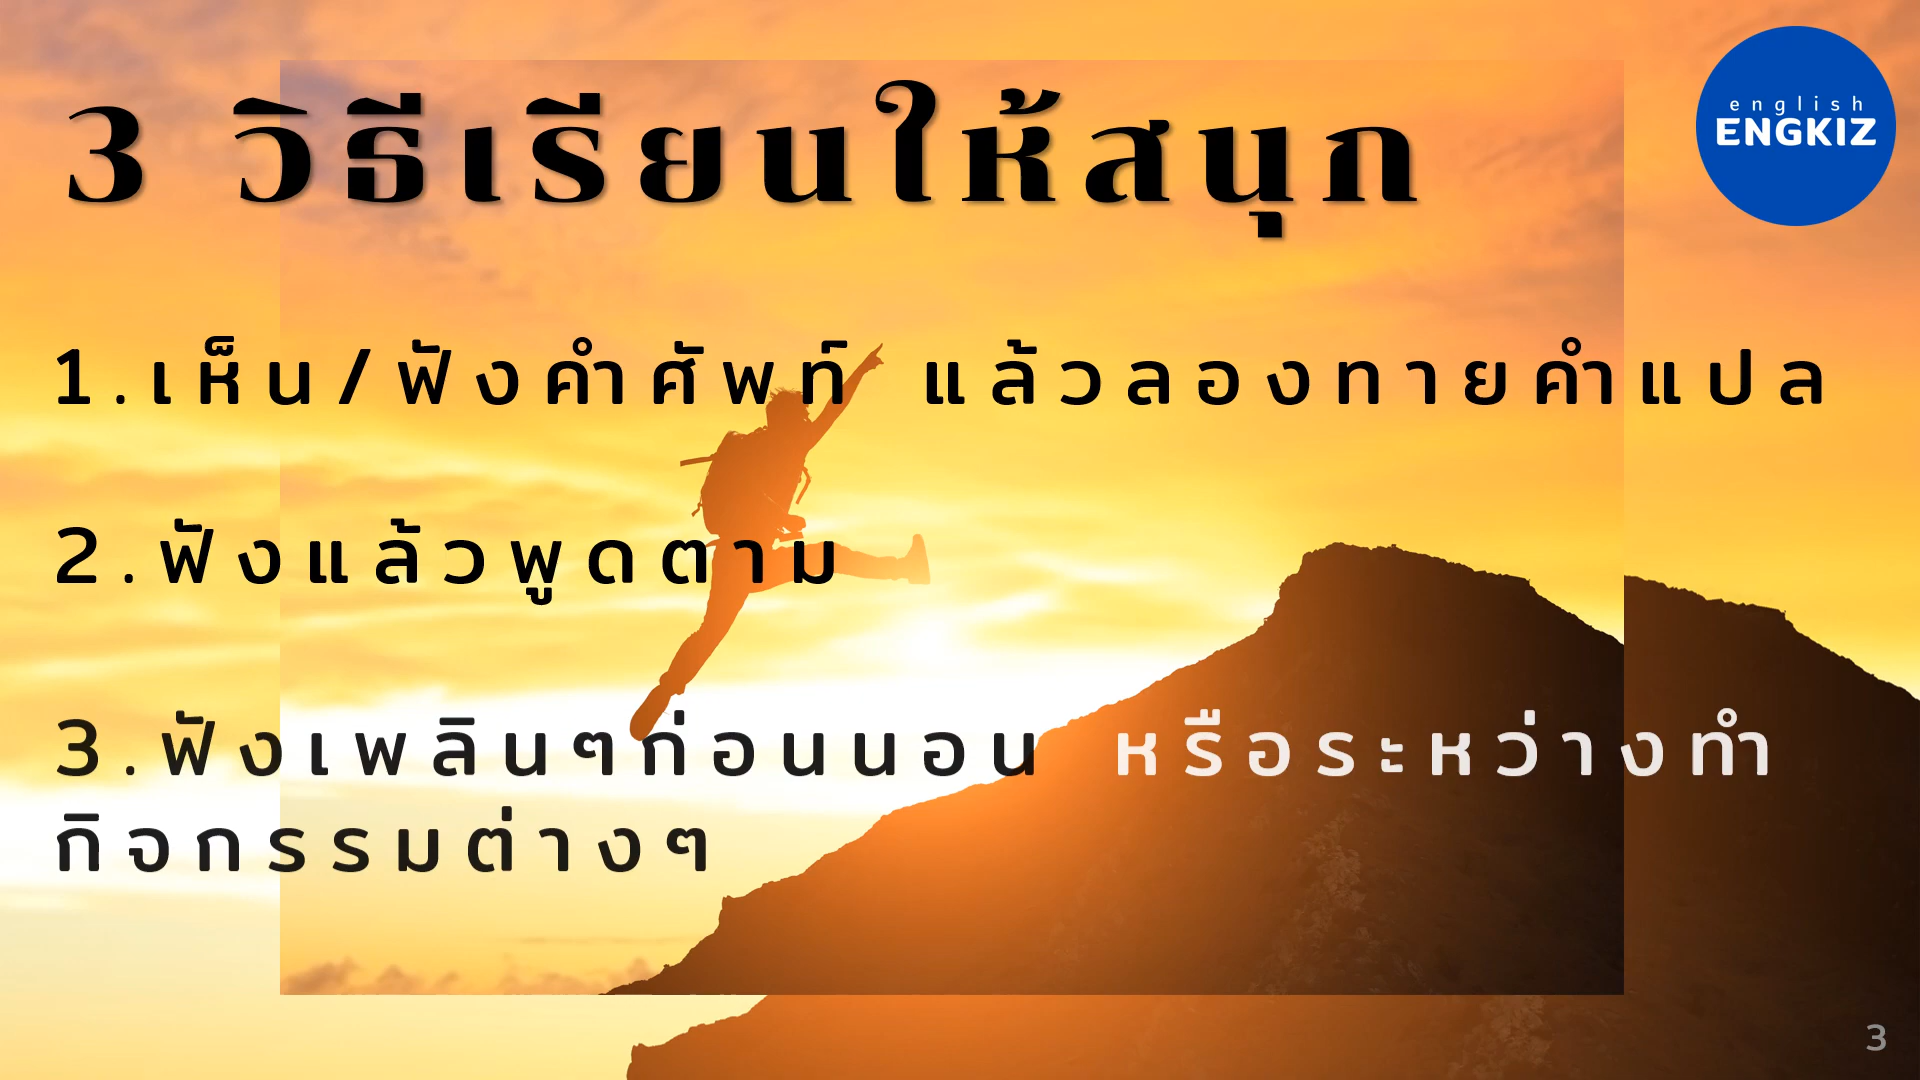 3 วิธีเรียนให้สนุก
english
ENGKIZ
1.เห็น/ฟังคำศัพท์ แล้วลองทายคำแปล
2.ฟังแล้วพูดตาม
3.ฟังเพลินๆก่อนนอน หรือระหว่างทำ
กิจกรรมต่างๆ
3